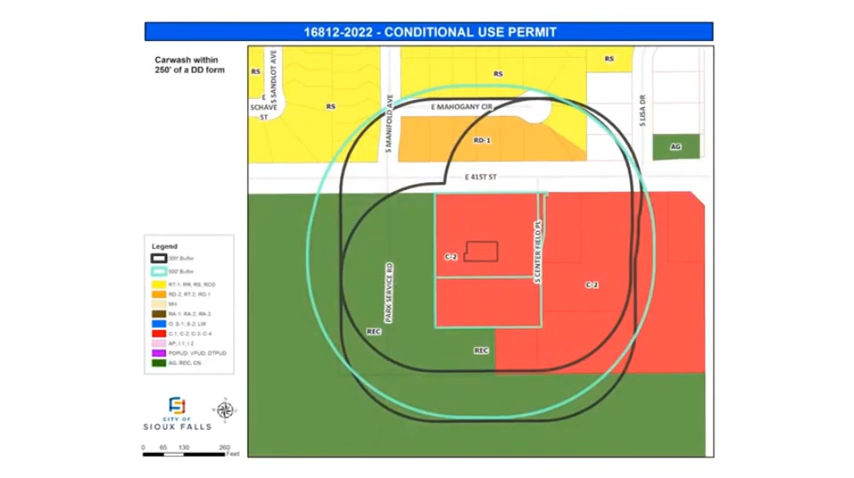 16812-2022 - CONDITIONAL USE PERMIT
Carwash within
250' of a DD form
RS
S SANDLOT AVE
E
SCHAVE
ST
RS
S MANIFOLD AVE
RS
RS
E MAHOGANY CIR
S LISA DR
RD-1
AG
E 41ST ST
C-2
S CENTER FIELD PL
C-2
PARK SERVICE RD
REC
REC
Legend
Buffer
Buffer
RT-1, RR, RS, RCD
RD-2, RT-2, RD-1
MH
RA-1, RA-2, RA-3
O, S-1, S-2, LW
C-1, C-2, C-3, C-4
AP, I-1, I-2
POPUD, VPUD, DTPUD
AG, REC, CN
CITY OF
SIOUX FALLS
0 65 130 260
Feet